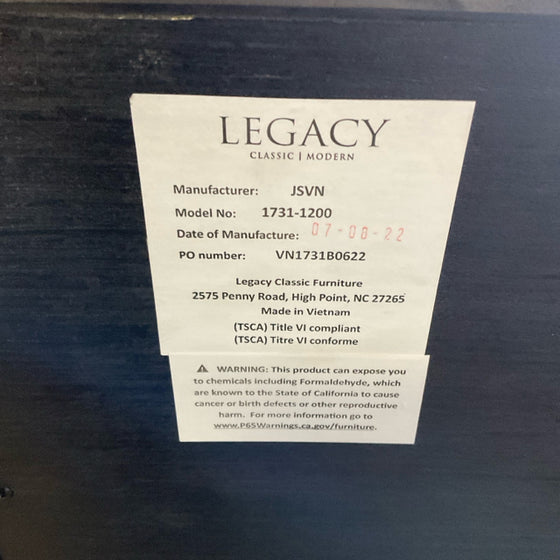 LEGACY
CLASSIC | MODERN
Manufacturer: JSVN
Model No: 1731-1200
Date of Manufacture: 07-08-22
PO number: VN1731B0622
Legacy Classic Furniture
2575 Penny Road, High Point, NC 27265
Made in Vietnam
(TSCA) Title VI compliant
(TSCA) Titre VI conforme
⚠ WARNING: This product can expose you
to chemicals including Formaldehyde, which
are known to the State of California to cause
cancer or birth defects or other reproductive
harm. For more information go to
www.P65Warnings.ca.gov/furniture.